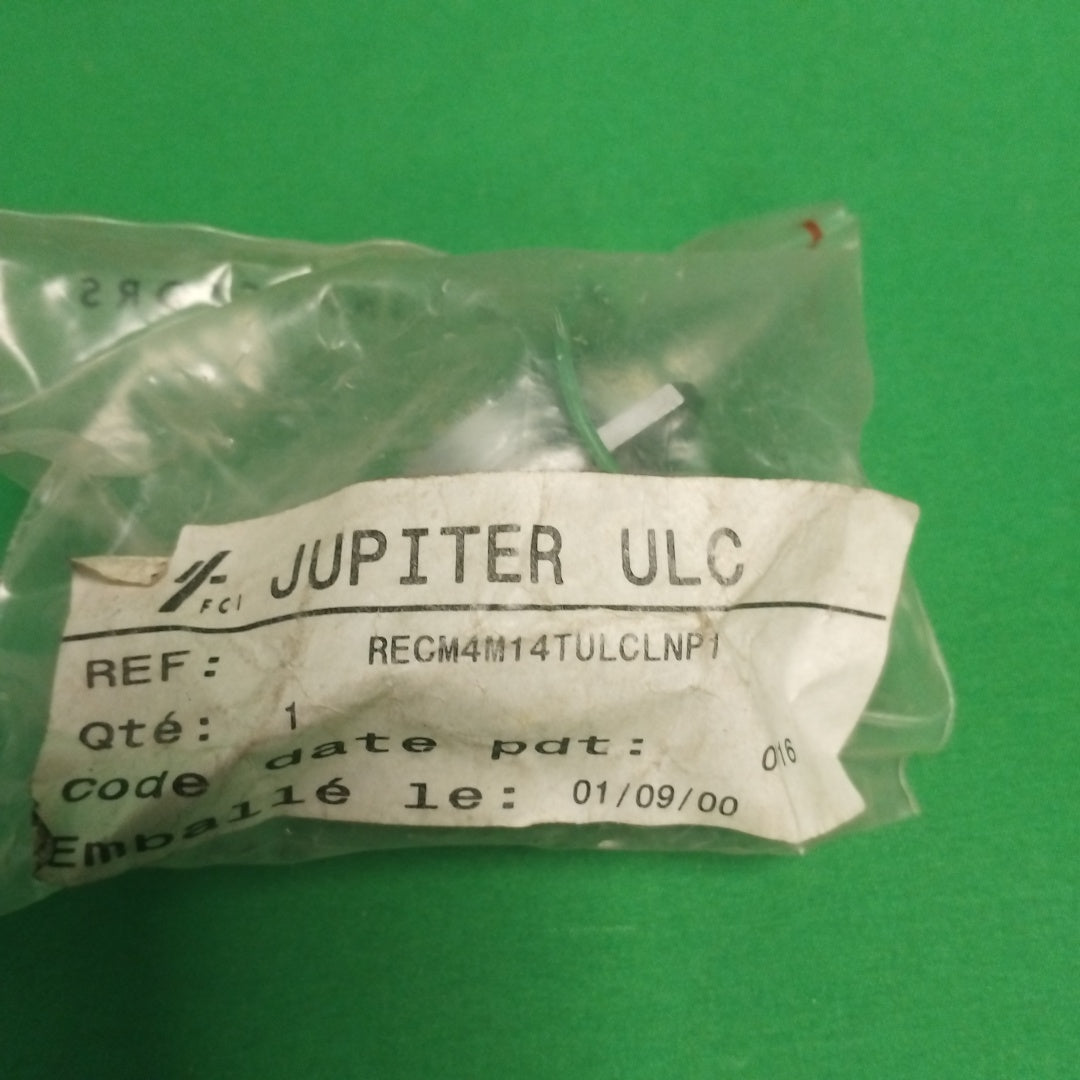 FCI JUPITER ULC
REF: RECM4M14TULCLNP1
Qté: 1
code date pdt: 016
Emballé le: 01/09/00